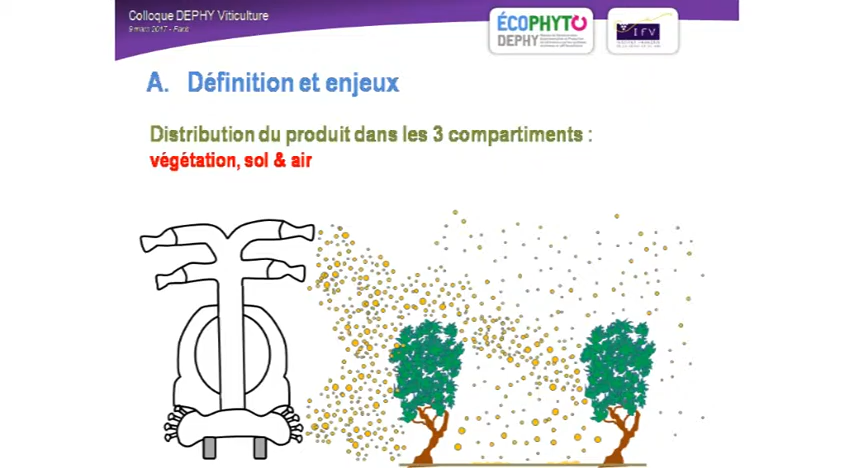 Colloque DEPHY Viticulture
9 mars 2017 - Paris
ÉCOPHYTO
DEPHY
IFV
A. Définition et enjeux
Distribution du produit dans les 3 compartiments :
végétation, sol & air